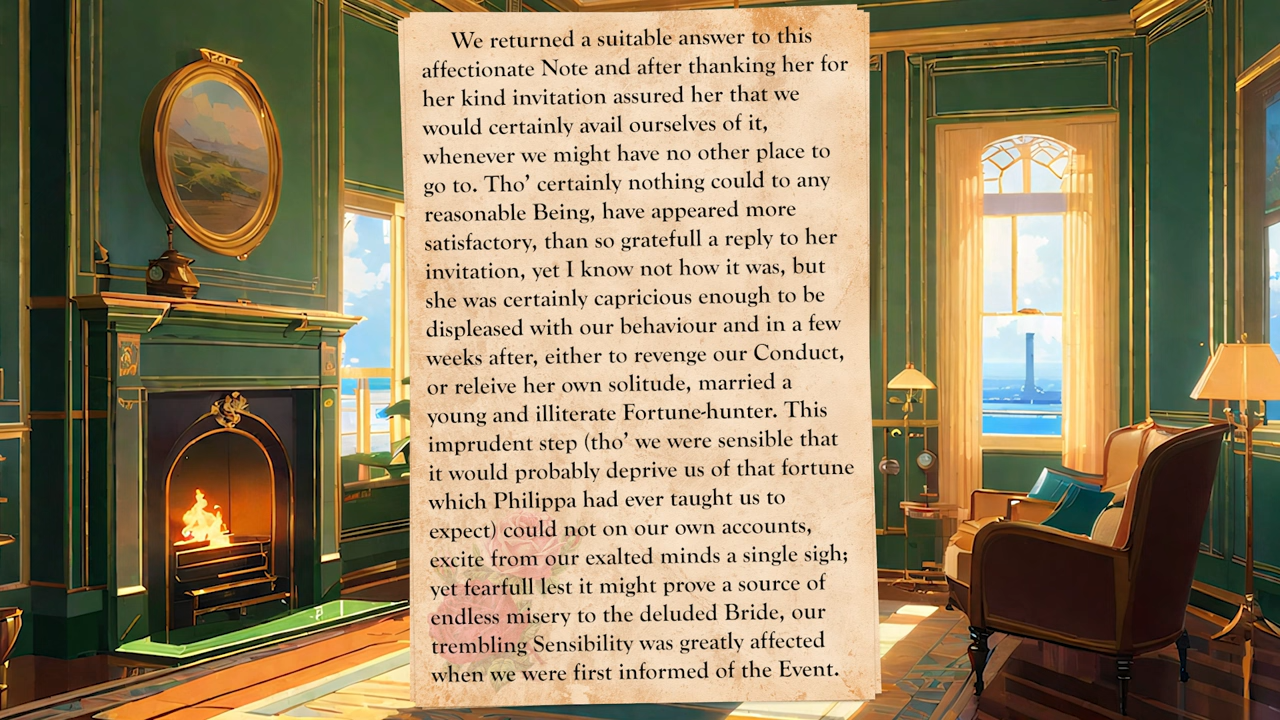 We returned a suitable answer to this
affectionate Note and after thanking her for
her kind invitation assured her that we
would certainly avail ourselves of it,
whenever we might have no other place to
go to. Tho’ certainly nothing could to any
reasonable Being, have appeared more
satisfactory, than so gratefull a reply to her
invitation, yet I know not how it was, but
she was certainly capricious enough to be
displeased with our behaviour and in a few
weeks after, either to revenge our Conduct,
or releive her own solitude, married a
young and illiterate Fortune-hunter. This
imprudent step (tho’ we were sensible that
it would probably deprive us of that fortune
which Philippa had ever taught us to
expect) could not on our own accounts,
excite from our exalted minds a single sigh;
yet fearfull lest it might prove a source of
endless misery to the deluded Bride, our
trembling Sensibility was greatly affected
when we were first informed of the Event.